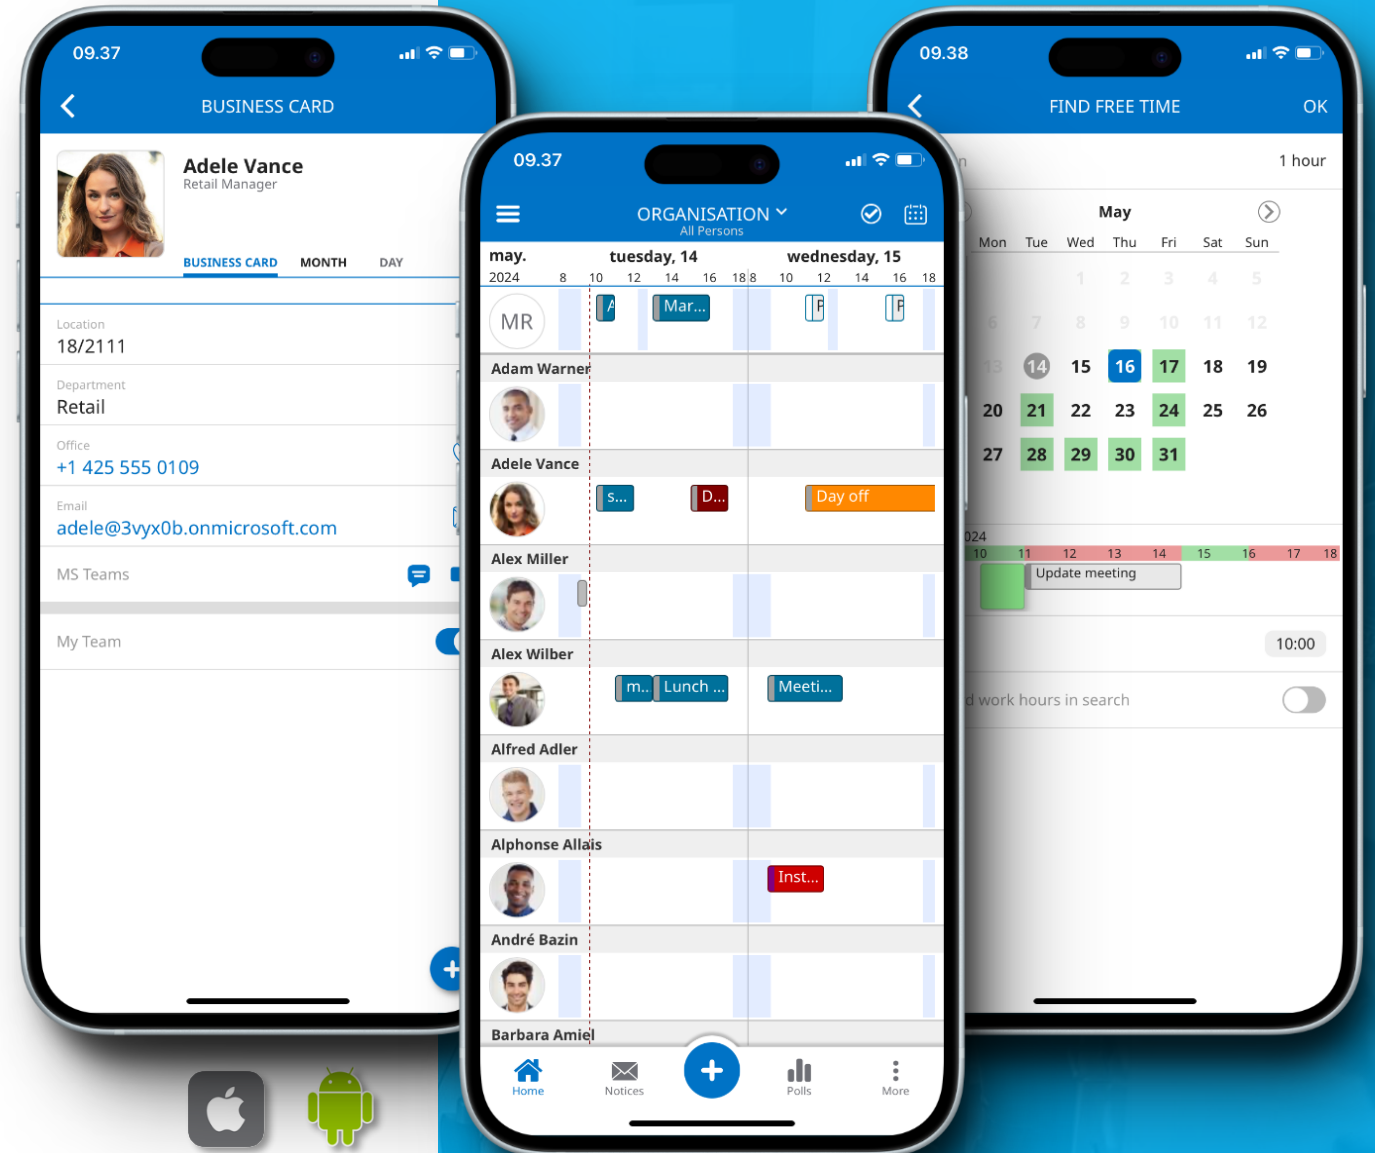 09.37
BUSINESS CARD
Adele Vance
Retail Manager
BUSINESS CARD MONTH DAY
Location
18/2111
Department
Retail
Office
+1 425 555 0109
Email
adele@3vyx0b.onmicrosoft.com
MS Teams
My Team
+
09.37
ORGANISATION
All Persons
may. tuesday, 14 wednesday, 15
2024 8 10 12 14 16 18 8 10 12 14 16 18
MR A Mar... P P
Adam Warner
Adele Vance
s... D... Day off
Alex Miller
Alex Wilber
m.. Lunch ... Meeti...
Alfred Adler
Alphonse Allais
Inst...
André Bazin
Barbara Amiel
+
Home Notices Polls More
09.38
FIND FREE TIME OK
1 hour
May
Mon Tue Wed Thu Fri Sat Sun
1 2 3 4 5
6 7 8 9 10 11 12
13 14 15 16 17 18 19
20 21 22 23 24 25 26
27 28 29 30 31
024
10 11 12 13 14 15 16 17 18
Update meeting
10:00
work hours in search